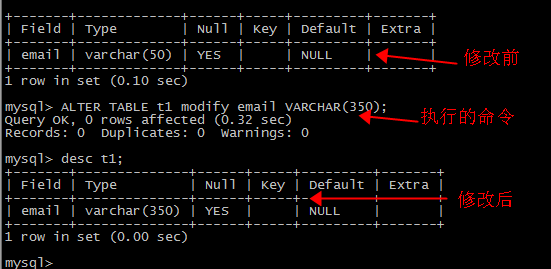 +-------+-------------+------+-----+---------+-------+
| Field | Type | Null | Key | Default | Extra |
+-------+-------------+------+-----+---------+-------+
| email | varchar(50) | YES | | NULL | | 修改前
+-------+-------------+------+-----+---------+-------+
1 row in set (0.10 sec)
mysql> ALTER TABLE t1 modify email VARCHAR(350);
Query OK, 0 rows affected (0.32 sec) 执行的命令
Records: 0 Duplicates: 0 Warnings: 0
mysql> desc t1;
+-------+--------------+------+-----+---------+-------+
| Field | Type | Null | Key | Default | Extra |
+-------+--------------+------+-----+---------+-------+
| email | varchar(350) | YES | | NULL | | 修改后
+-------+--------------+------+-----+---------+-------+
1 row in set (0.00 sec)
mysql>